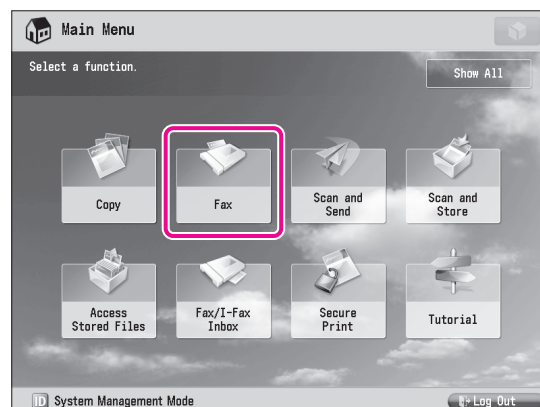 Main Menu
Select a function.
Show All
Copy
Fax
Scan and
Send
Scan and
Store
Access
Stored Files
Fax/I-Fax
Inbox
Secure
Print
Tutorial
ID System Management Mode
Log Out